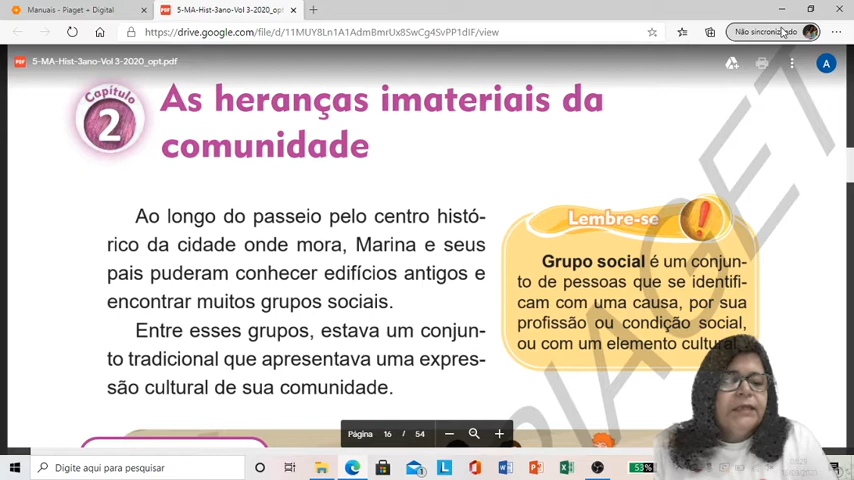 Manuais - Piaget + Digital
5-MA-Hist-3ano-Vol 3-2020_opt.p
https://drive.google.com/file/d/11MUY8Ln1A1AdmBmrUx8SwCg4SvPP1dIF/view
Não sincronizado
5-MA-Hist-3ano-Vol 3-2020_opt.pdf
A
Capítulo
2
As heranças imateriais da
comunidade
Ao longo do passeio pelo centro histó-
rico da cidade onde mora, Marina e seus
pais puderam conhecer edifícios antigos e
encontrar muitos grupos sociais.
Entre esses grupos, estava um conjun-
to tradicional que apresentava uma expres-
são cultural de sua comunidade.
Lembre-se
Grupo social é um conjun-
to de pessoas que se identifi-
cam com uma causa, por sua
profissão ou condição social,
ou com um elemento cultural.
PIAGET
Página 16 / 54
Digite aqui para pesquisar
53%